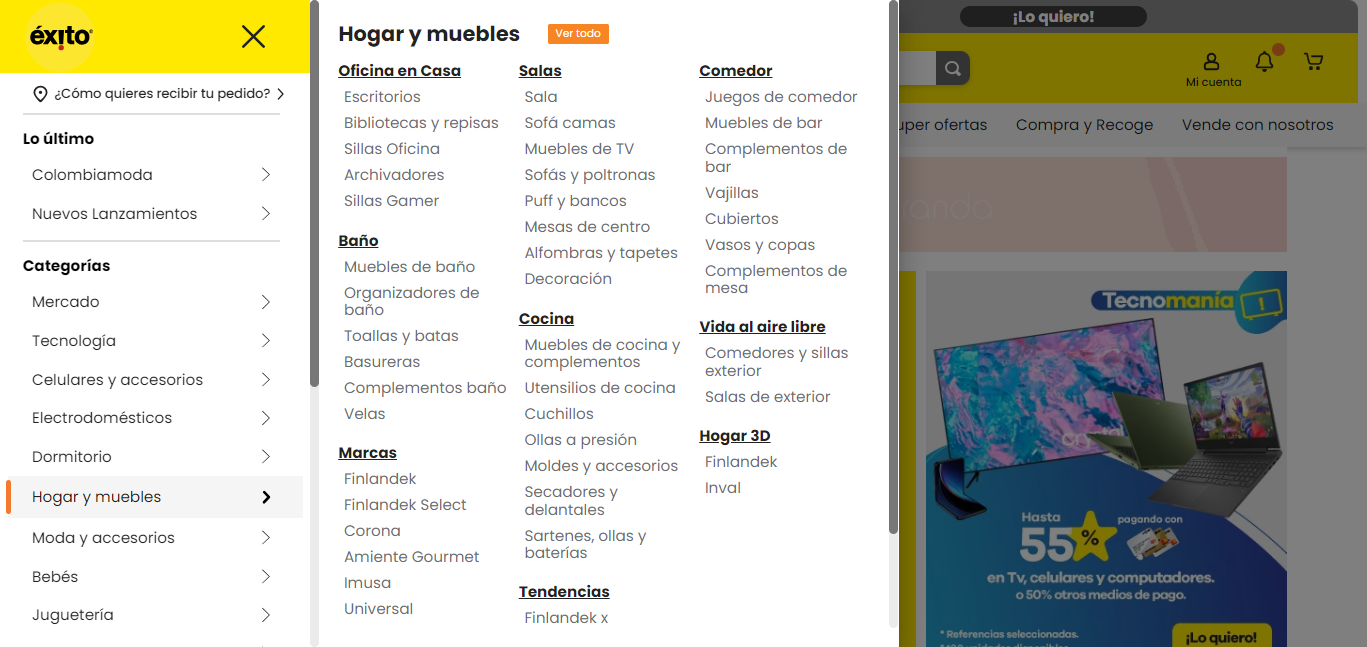 éxito
¿Cómo quieres recibir tu pedido?
Lo último
Colombiamoda
Nuevos Lanzamientos
Categorías
Mercado
Tecnología
Celulares y accesorios
Electrodomésticos
Dormitorio
Hogar y muebles
Moda y accesorios
Bebés
Juguetería
Hogar y muebles
Ver todo
Oficina en Casa
Escritorios
Bibliotecas y repisas
Sillas Oficina
Archivadores
Sillas Gamer
Baño
Muebles de baño
Organizadores de
baño
Toallas y batas
Basureras
Complementos baño
Velas
Marcas
Finlandek
Finlandek Select
Corona
Amiente Gourmet
Imusa
Universal
Salas
Sala
Sofá camas
Muebles de TV
Sofás y poltronas
Puff y bancos
Mesas de centro
Alfombras y tapetes
Decoración
Cocina
Muebles de cocina y
complementos
Utensilios de cocina
Cuchillos
Ollas a presión
Moldes y accesorios
Secadores y
delantales
Sartenes, ollas y
baterías
Tendencias
Finlandek x
Comedor
Juegos de comedor
Muebles de bar
Complementos de
bar
Vajillas
Cubiertos
Vasos y copas
Complementos de
mesa
Vida al aire libre
Comedores y sillas
exterior
Salas de exterior
Hogar 3D
Finlandek
Inval
¡Lo quiero!
Mi cuenta
uper ofertas
Compra y Recoge
Vende con nosotros
Tecnomanía
Hasta
55%
pagando con
en Tv, celulares y computadores.
o 50% otros medios de pago.
* Referencias seleccionadas.
¡Lo quiero!